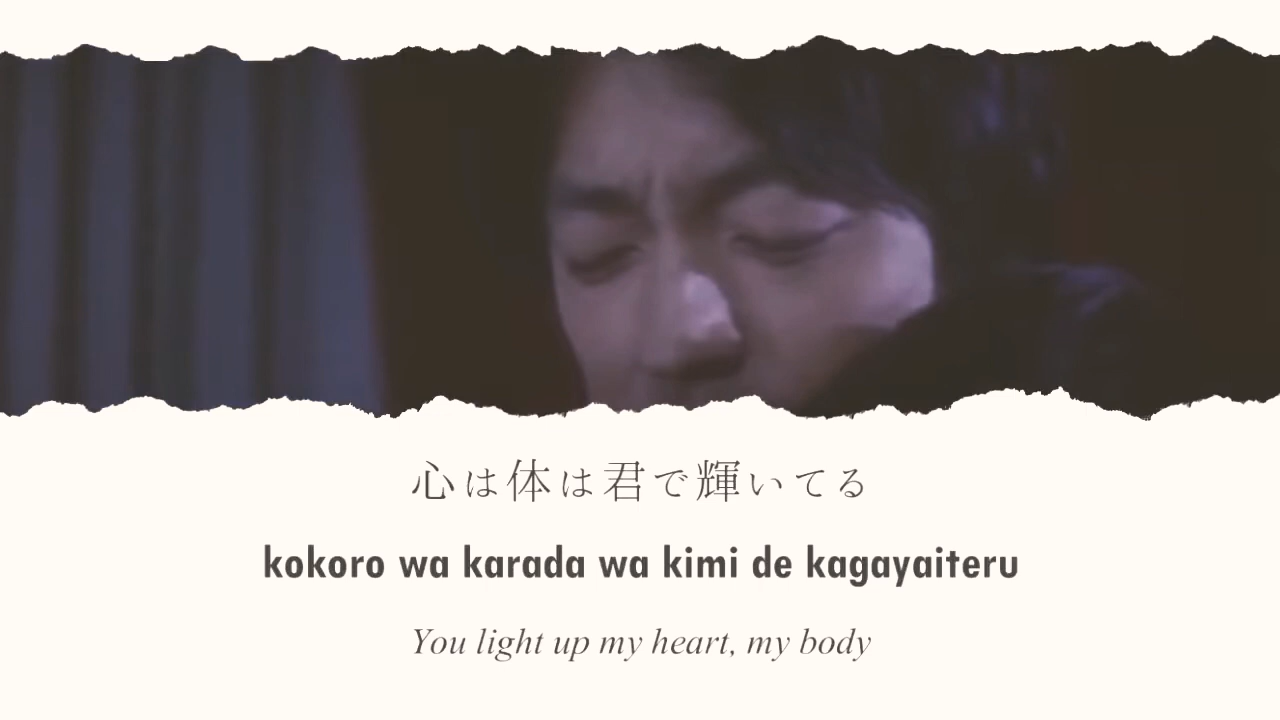 心は体は君で輝いてる
kokoro wa karada wa kimi de kagayaiteru
You light up my heart, my body